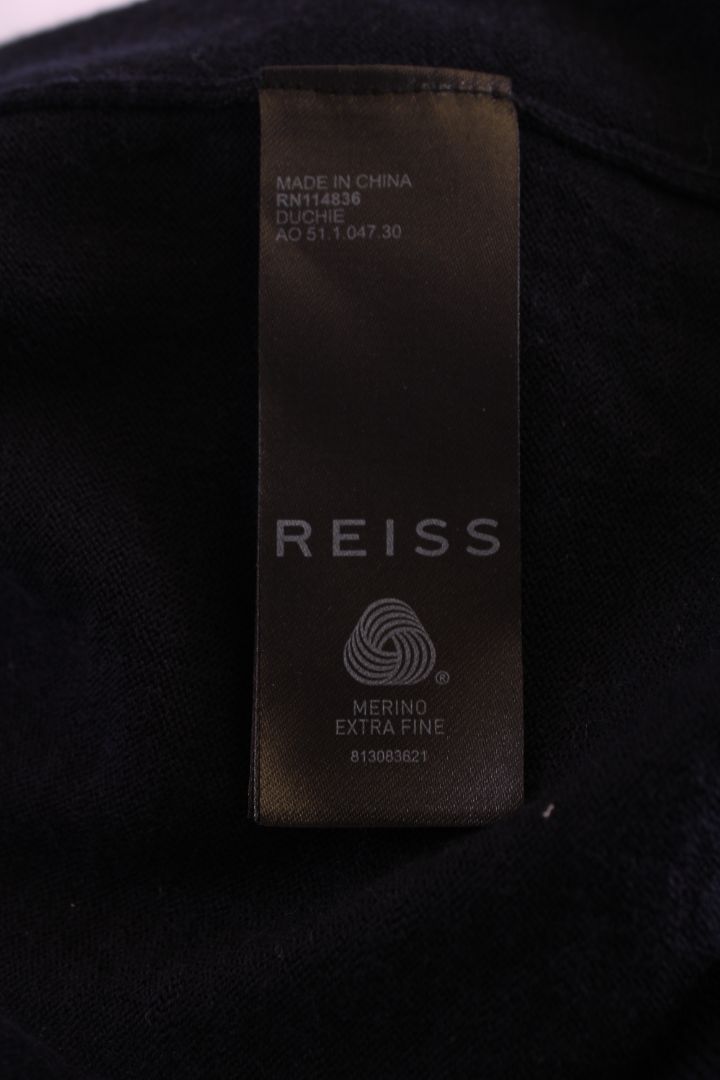 MADE IN CHINA
RN114836
DUCHIE
AO 51.1.047.30
REISS
®
MERINO
EXTRA FINE
813083621